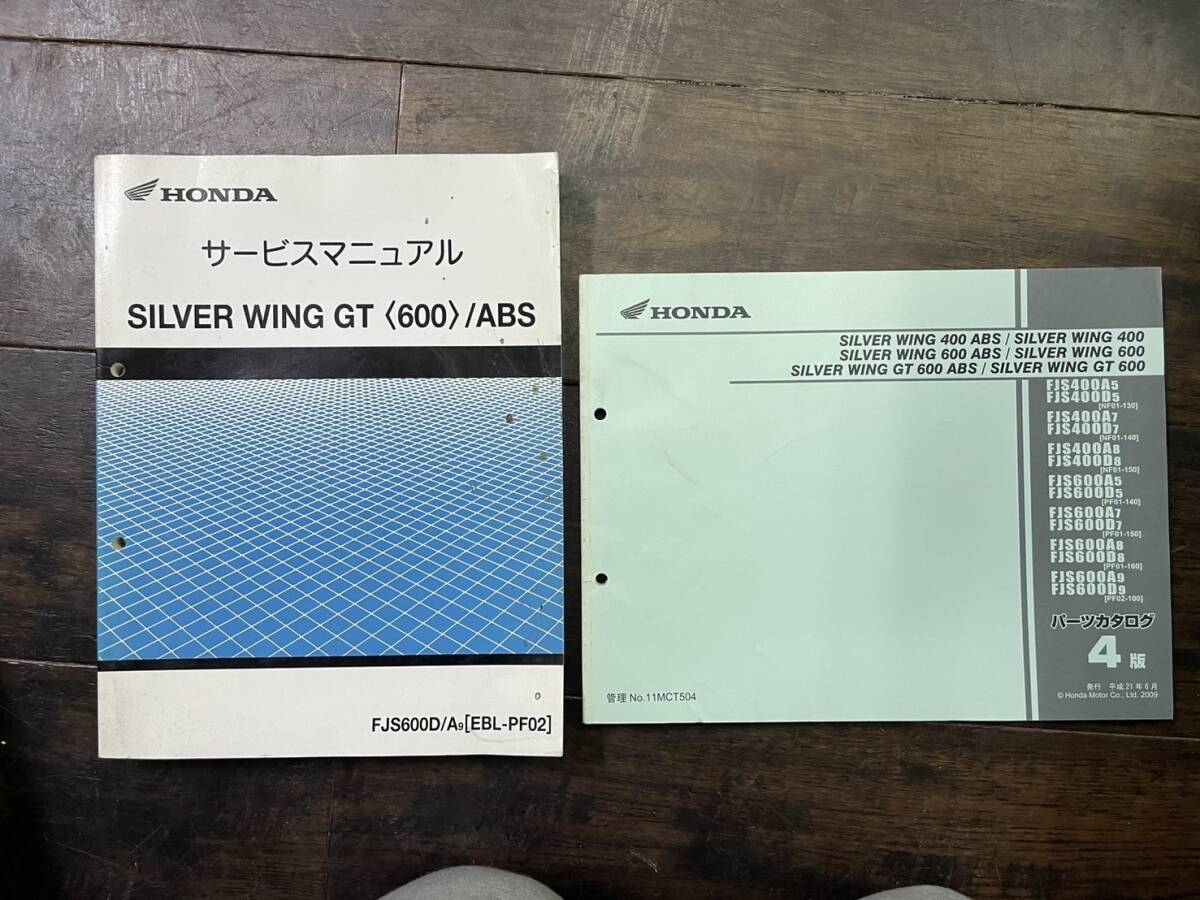 HONDA
サービスマニュアル
SILVER WING GT〈600〉/ABS
FJS600D/A9[EBL-PF02]
HONDA
SILVER WING 400 ABS / SILVER WING 400
SILVER WING 600 ABS / SILVER WING 600
SILVER WING GT 600 ABS / SILVER WING GT 600
FJS400A5
FJS400D5
[NF01-130]
FJS400A7
FJS400D7
[NF01-140]
FJS400A8
FJS400D8
[NF01-150]
FJS600A5
FJS600D5
[PF01-140]
FJS600A7
FJS600D7
[PF01-150]
FJS600A8
FJS600D8
[PF01-160]
FJS600A9
FJS600D9
[PF02-100]
パーツカタログ
4版
発行 平成21年6月
© Honda Motor Co., Ltd. 2009
管理 No.11MCT504